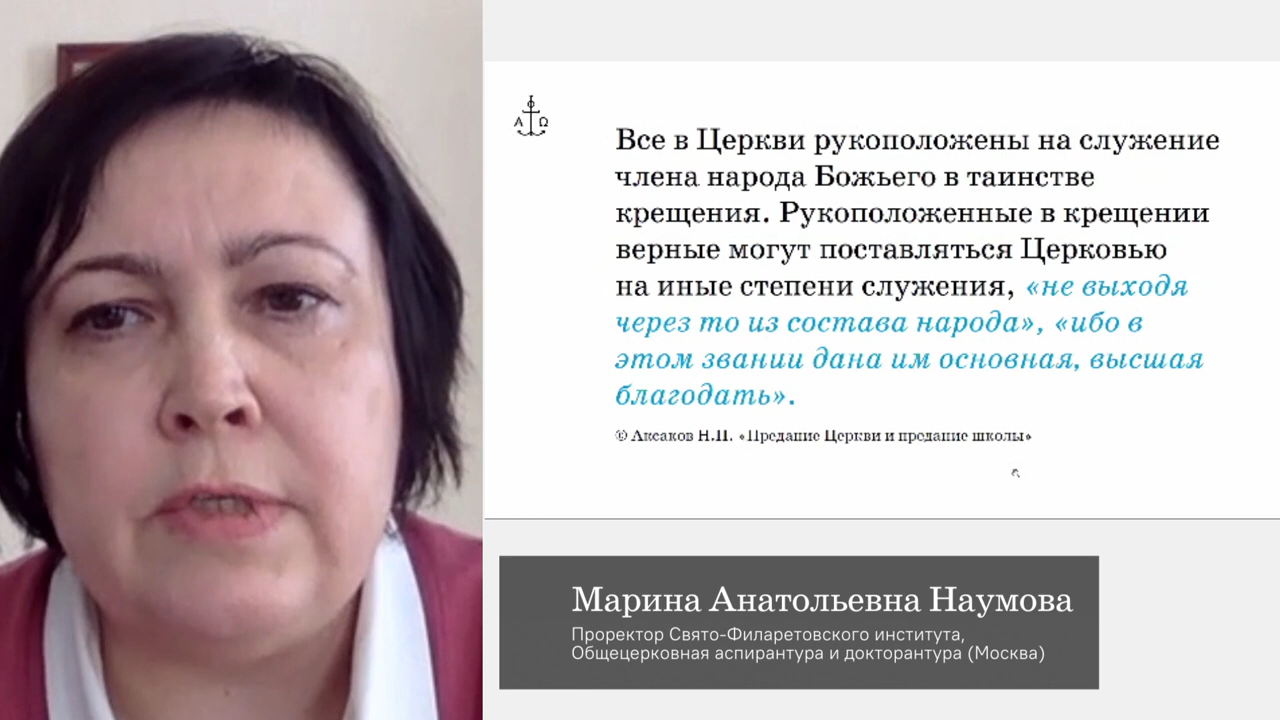 Α Ω
Все в Церкви рукоположены на служение
члена народа Божьего в таинстве
крещения. Рукоположенные в крещении
верные могут поставляться Церковью
на иные степени служения, «не выходя
через то из состава народа», «ибо в
этом звании дана им основная, высшая
благодать».
© Аксаков Н.П. «Предание Церкви и предание школы»
Марина Анатольевна Наумова
Проректор Свято-Филаретовского института,
Общецерковная аспирантура и докторантура (Москва)